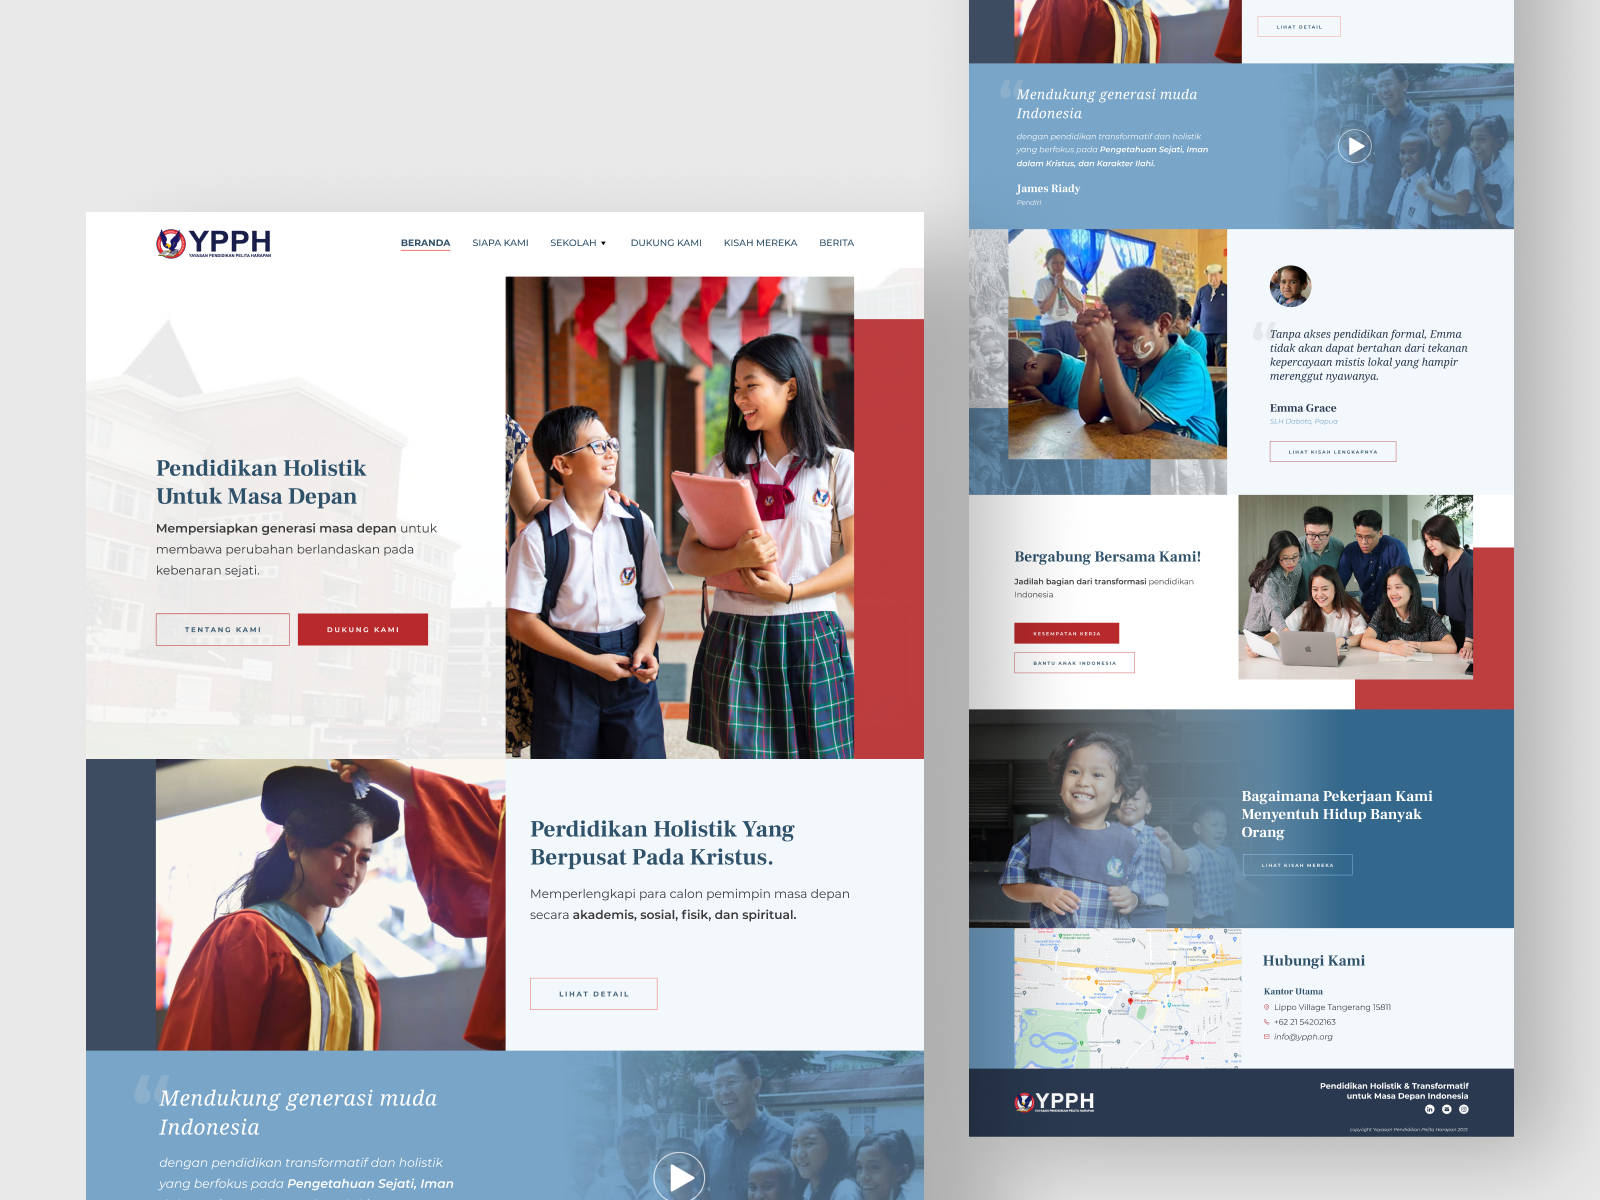 YPPH
YAYASAN PENDIDIKAN PELITA HARAPAN
BERANDA
SIAPA KAMI
SEKOLAH
DUKUNG KAMI
KISAH MEREKA
BERITA
Pendidikan Holistik
Untuk Masa Depan
Mempersiapkan generasi masa depan untuk
membawa perubahan berlandaskan pada
kebenaran sejati.
TENTANG KAMI
DUKUNG KAMI
Perdidikan Holistik Yang
Berpusat Pada Kristus.
Memperlengkapi para calon pemimpin masa depan
secara akademis, sosial, fisik, dan spiritual.
LIHAT DETAIL
“
Mendukung generasi muda
Indonesia
dengan pendidikan transformatif dan holistik
yang berfokus pada Pengetahuan Sejati, Iman
LIHAT DETAIL
“
Mendukung generasi muda
Indonesia
dengan pendidikan transformatif dan holistik
yang berfokus pada Pengetahuan Sejati, Iman
dalam Kristus, dan Karakter Ilahi.
James Riady
Pendiri
“
Tanpa akses pendidikan formal, Emma
tidak akan dapat bertahan dari tekanan
kepercayaan mistis lokal yang hampir
merenggut nyawanya.
Emma Grace
SLH Daboto, Papua
LIHAT KISAH LENGKAPNYA
Bergabung Bersama Kami!
Jadilah bagian dari transformasi pendidikan
Indonesia
KESEMPATAN KERJA
BANTU ANAK INDONESIA
Bagaimana Pekerjaan Kami
Menyentuh Hidup Banyak
Orang
LIHAT KISAH MEREKA
Hubungi Kami
Kantor Utama
Lippo Village Tangerang 15811
+62 21 54202163
info@ypph.org
YPPH
YAYASAN PENDIDIKAN PELITA HARAPAN
Pendidikan Holistik & Transformatif
untuk Masa Depan Indonesia
copyright Yayasan Pendidikan Pelita Harapan 2021